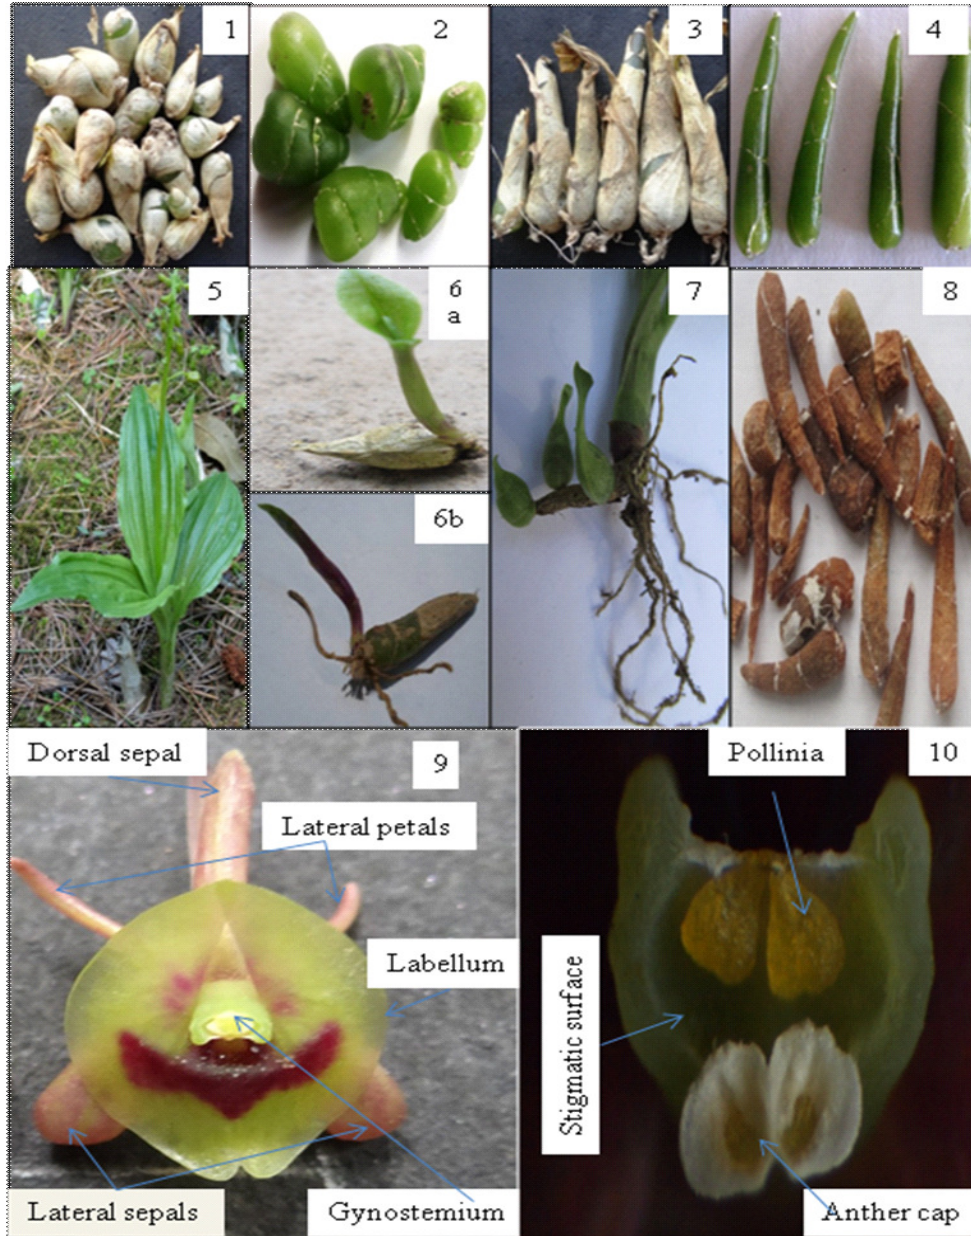 1
2
3
4
5
6
a
7
8
6b
Dorsal sepal
9
Pollinia
10
Lateral petals
Labellum
Stigmatic surface
Lateral sepals
Gynostemium
Anther cap